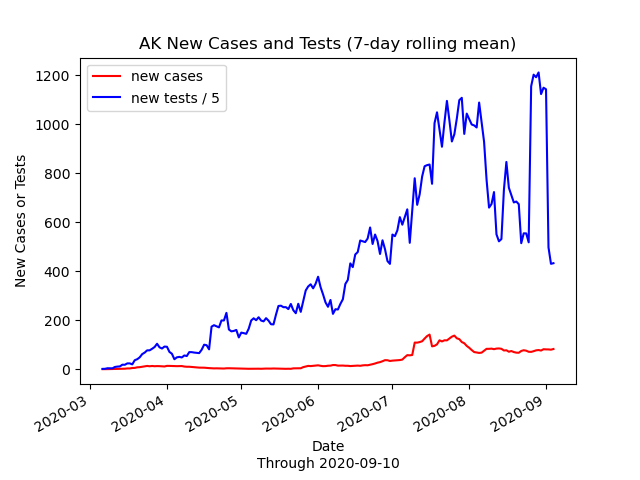 AK New Cases and Tests (7-day rolling mean)
new cases
new tests / 5
New Cases or Tests
1200
1000
800
600
400
200
0
2020-03
2020-04
2020-05
2020-06
2020-07
2020-08
2020-09
Date
Through 2020-09-10